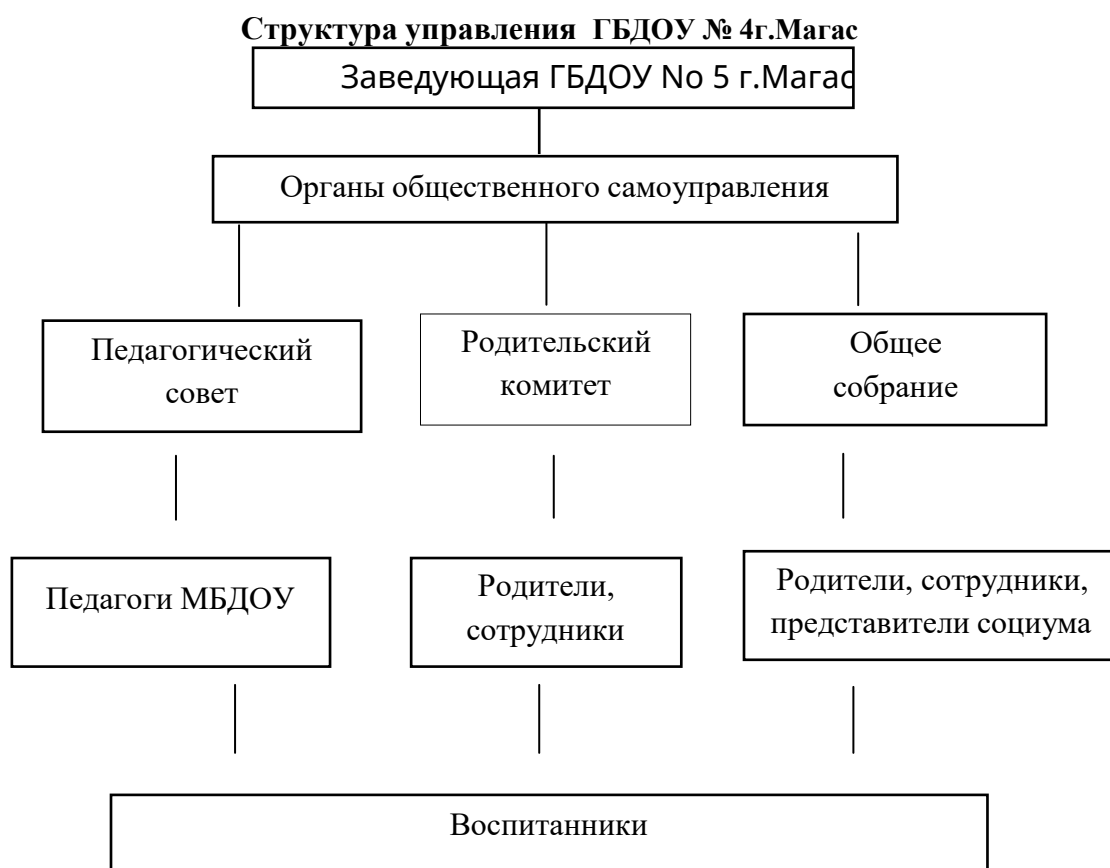 Структура управления ГБДОУ № 4г.Магас
Заведующая ГБДОУ No 5 г.Магас
Органы общественного самоуправления
Педагогический
совет
Родительский
комитет
Общее
собрание
Педагоги МБДОУ
Родители,
сотрудники
Родители, сотрудники,
представители социума
Воспитанники